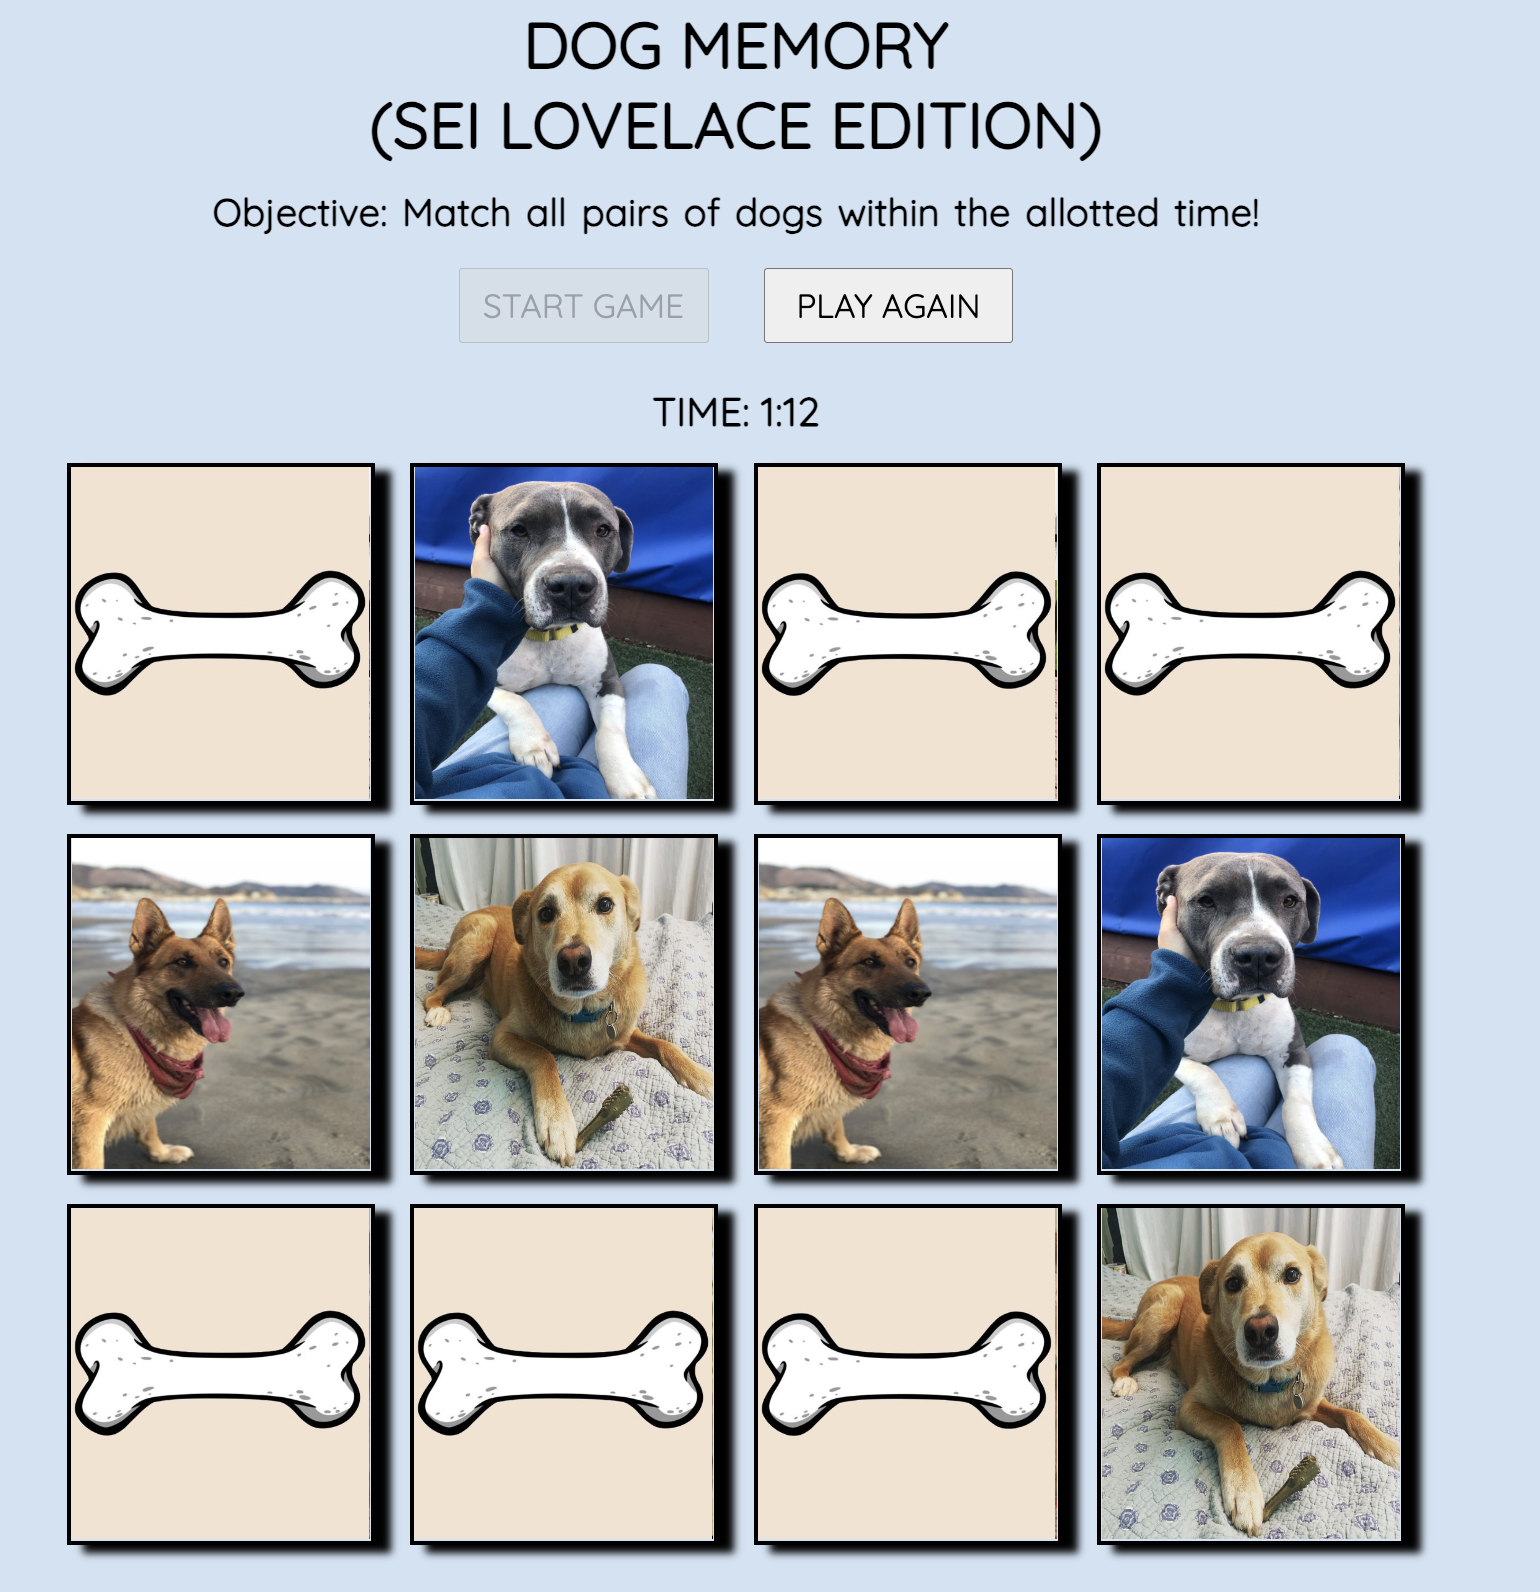 DOG MEMORY
(SEI LOVELACE EDITION)
Objective: Match all pairs of dogs within the allotted time!
START GAME
PLAY AGAIN
TIME: 1:12